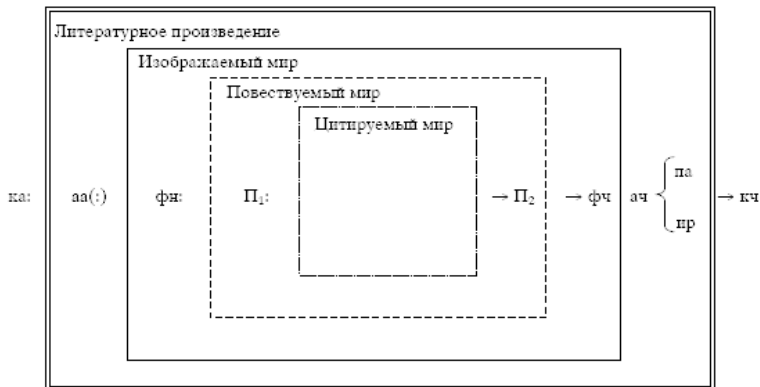 Литературное произведение
Изображаемый мир
Повествуемый мир
Цитируемый мир
ка: аа(:) фн: П₁: → П₂ → фч ач { па → кч
ир